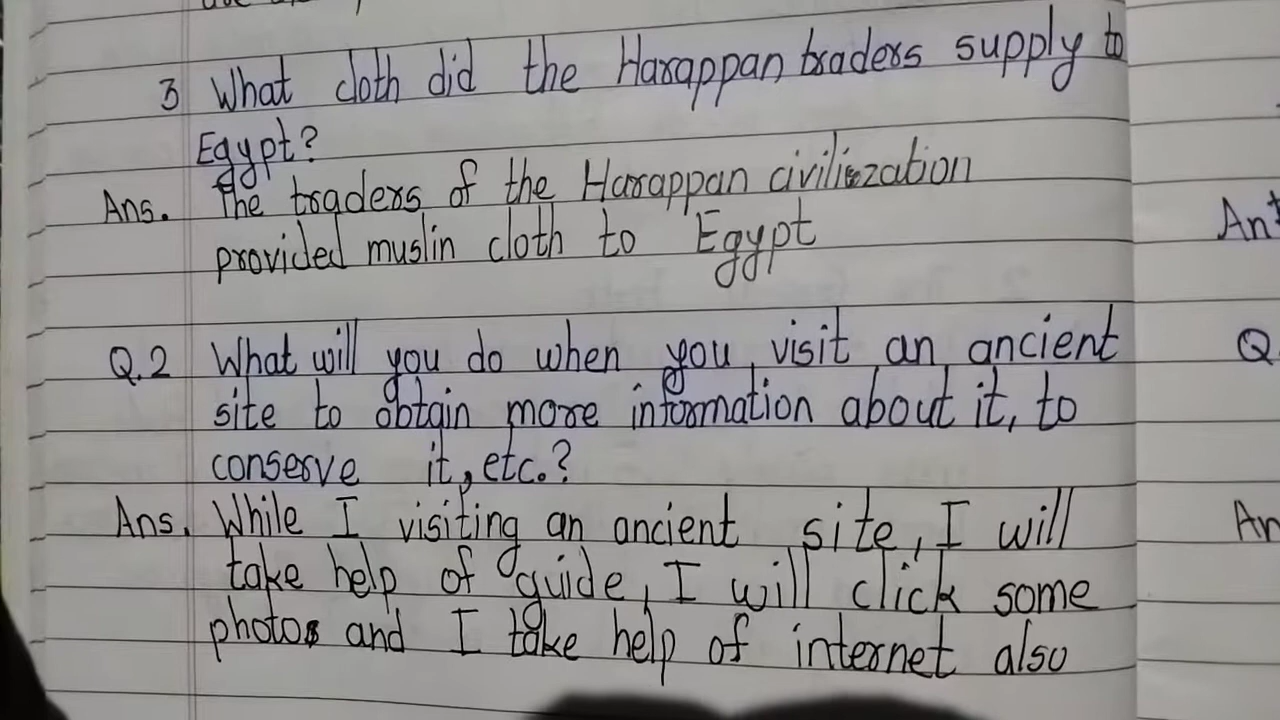 3 What cloth did the Harappan traders supply to
Egypt?
Ans. The traders of the Harappan civilization
provided muslin cloth to Egypt
Q.2 What will you do when you visit an ancient
site to obtain more information about it, to
conserve it, etc.?
Ans. While I visiting an ancient site, I will
take help of guide, I will click some
photos and I take help of internet also
An
Q.
An